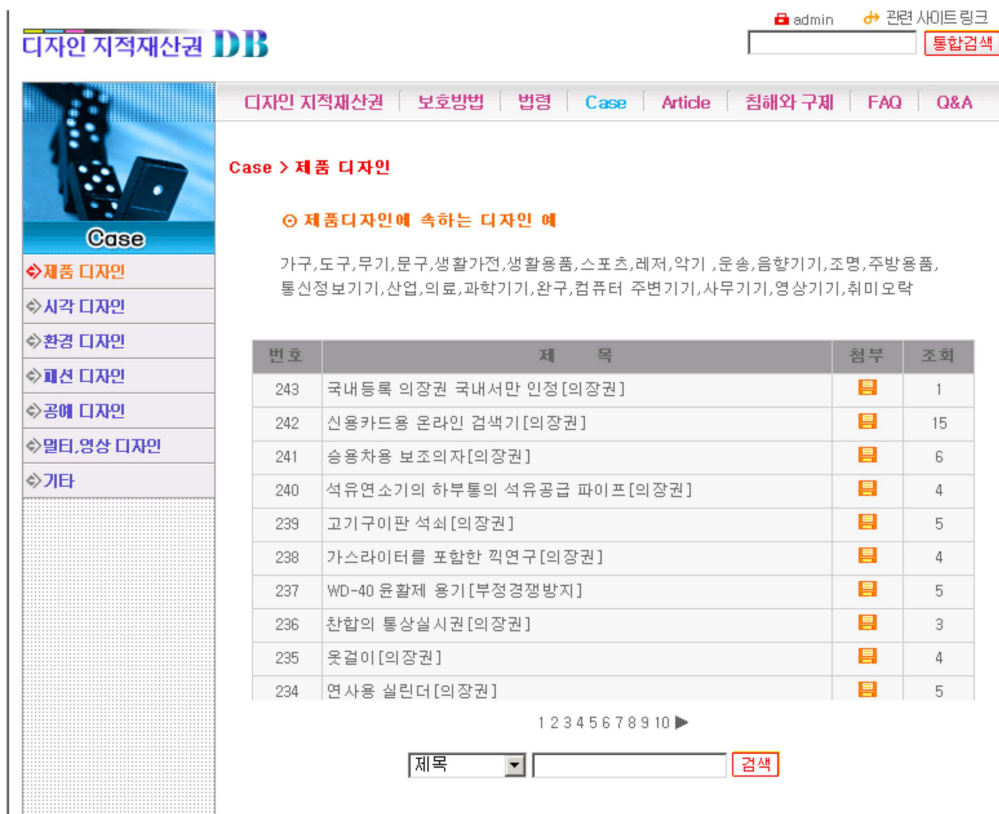 admin 관련 사이트 링크
디자인 지적재산권 DB
통합검색
디자인 지적재산권 보호방법 법령 Case Article 침해와 구제 FAQ Q&A
Case
제품 디자인
시각 디자인
환경 디자인
패션 디자인
공예 디자인
멀티,영상 디자인
기타
Case > 제품 디자인
⊙ 제품디자인에 속하는 디자인 예
가구,도구,무기,문구,생활가전,생활용품,스포츠,레저,악기 ,운송,음향기기,조명,주방용품,
통신정보기기,산업,의료,과학기기,완구,컴퓨터 주변기기,사무기기,영상기기,취미오락
번호 제 목 첨부 조회
243 국내등록 의장권 국내서만 인정[의장권] 1
242 신용카드용 온라인 검색기[의장권] 15
241 승용차용 보조의자[의장권] 6
240 석유연소기의 하부통의 석유공급 파이프[의장권] 4
239 고기구이판 석쇠[의장권] 5
238 가스라이터를 포함한 끽연구[의장권] 4
237 WD-40 윤활제 용기[부정경쟁방지] 5
236 찬합의 통상실시권[의장권] 3
235 옷걸이[의장권] 4
234 연사용 실린더[의장권] 5
1 2 3 4 5 6 7 8 9 10 ▶
제목 검색